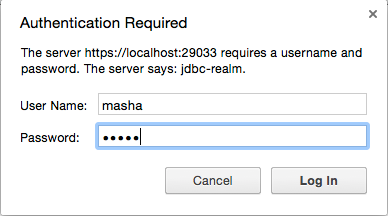 Authentication Required
The server https://localhost:29033 requires a username and
password. The server says: jdbc-realm.
User Name: masha
Password: •••••
Cancel Log In